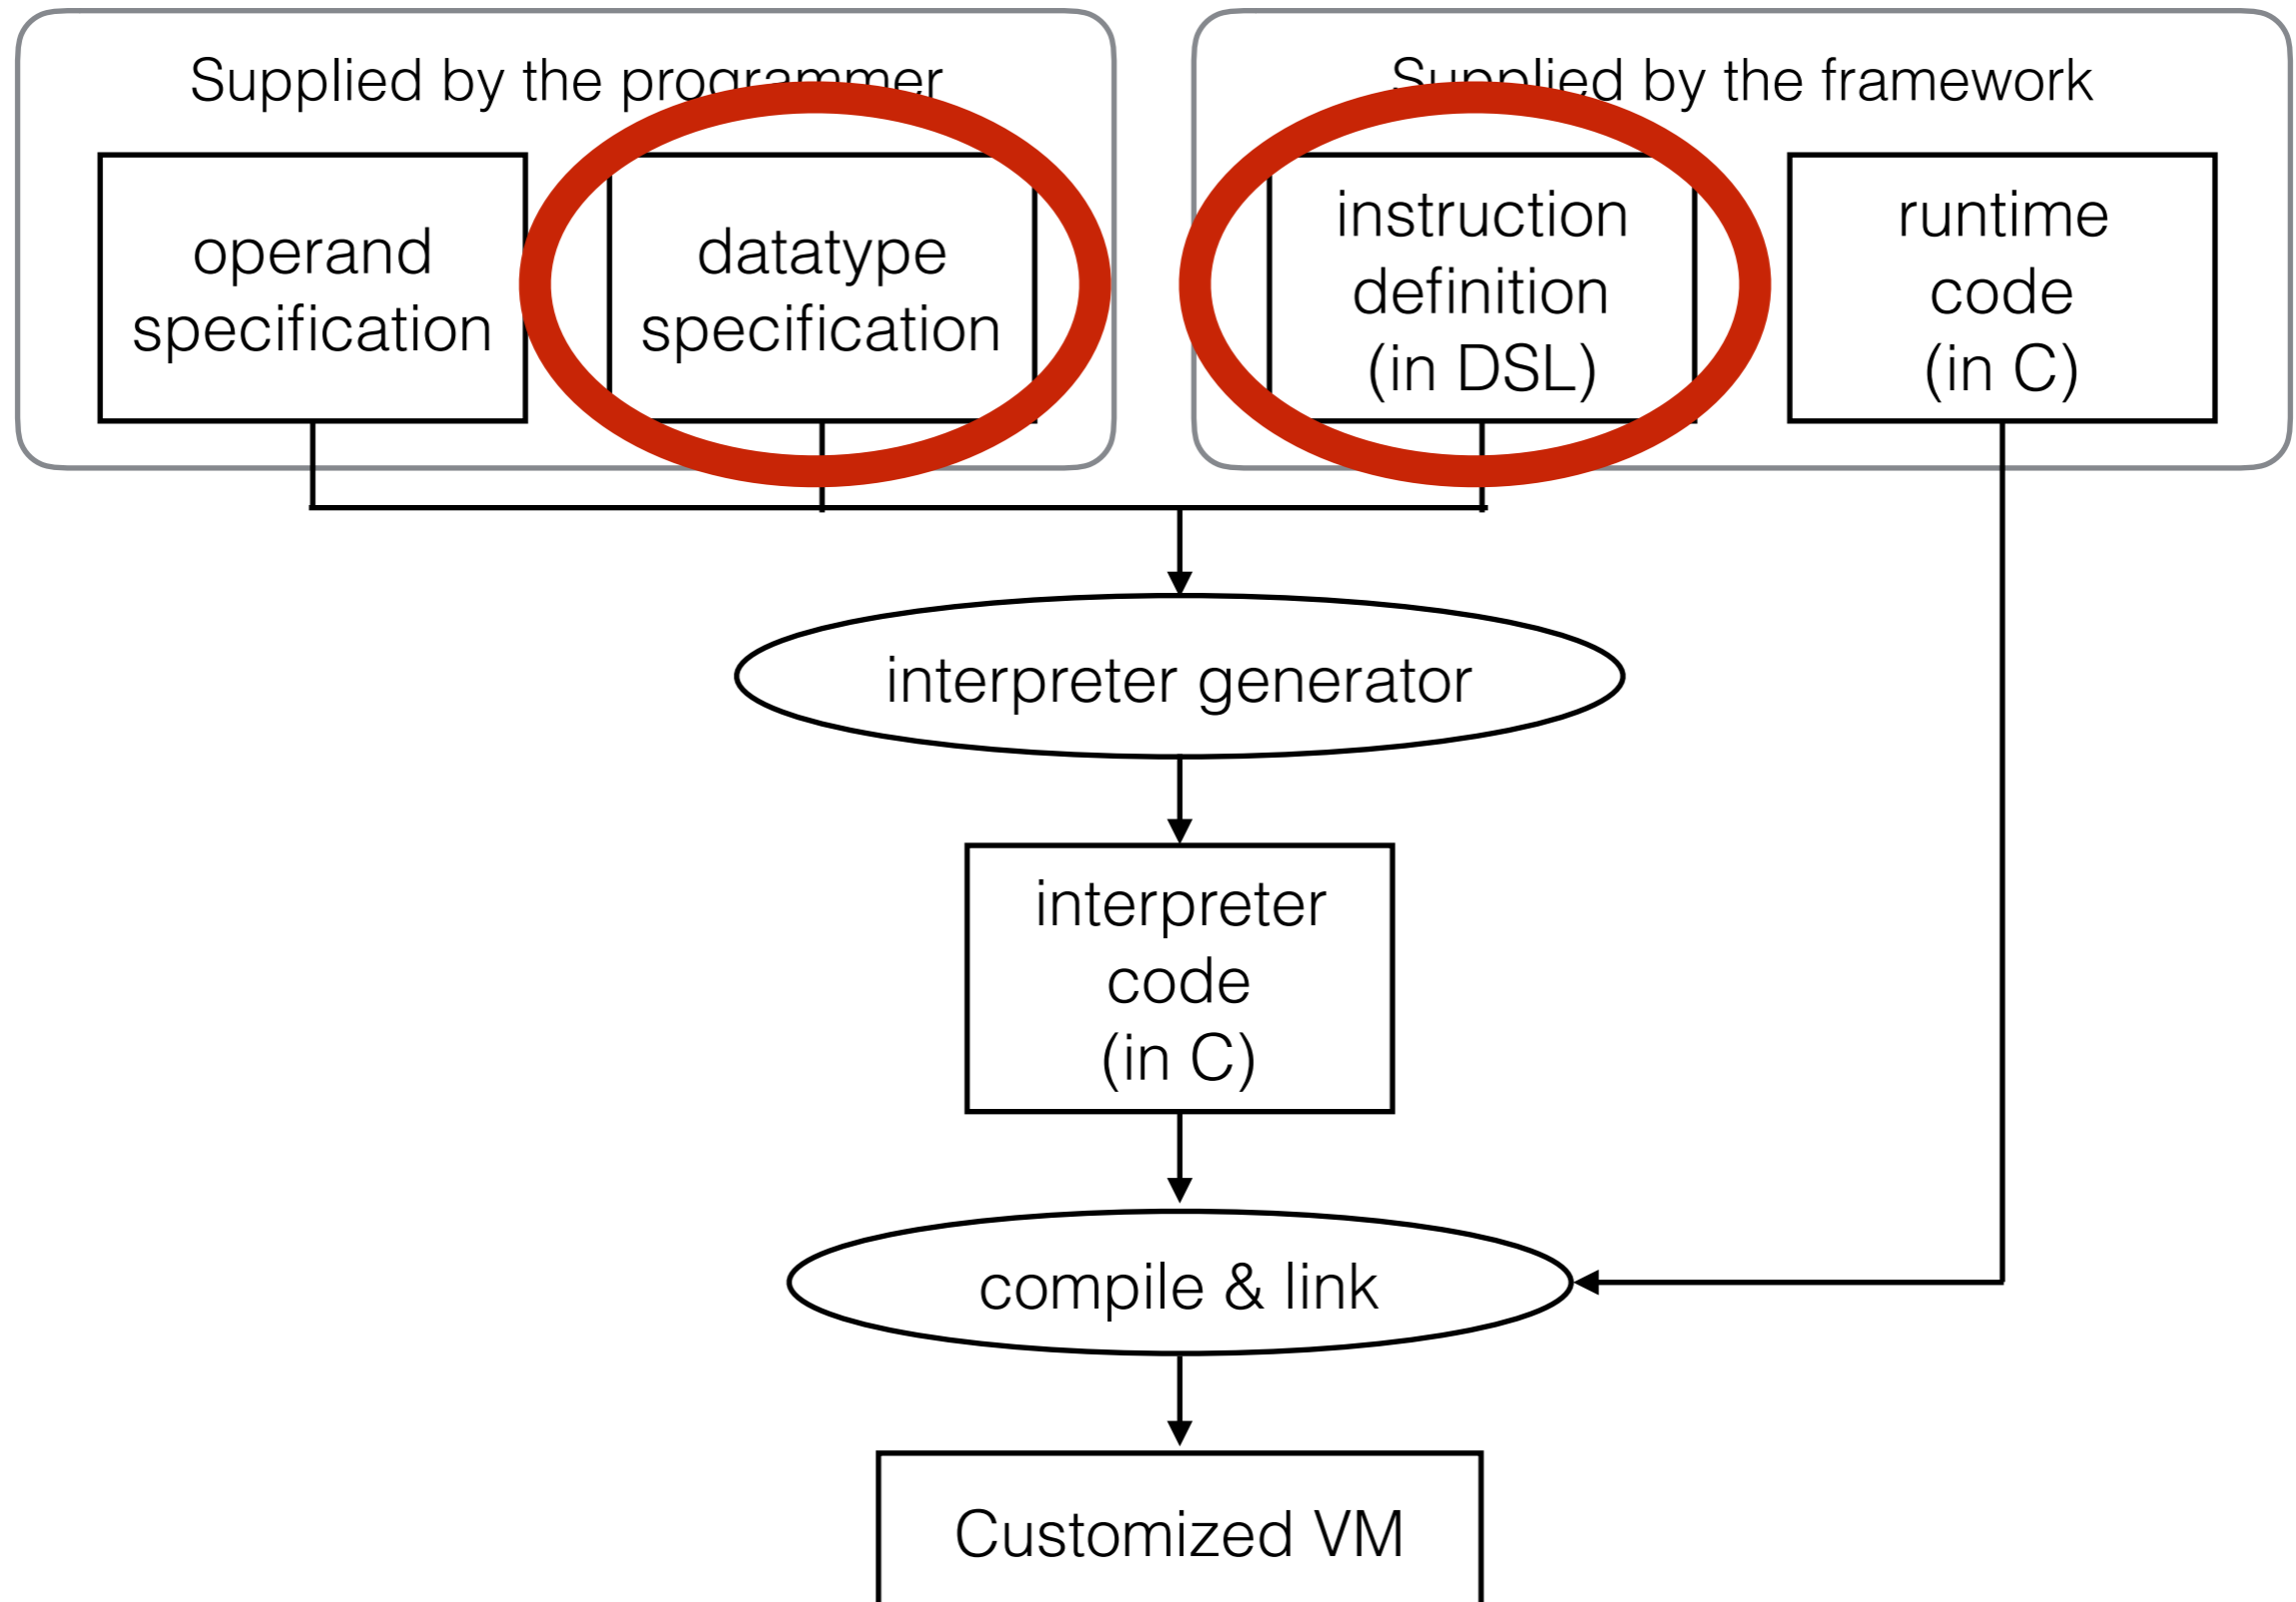 Supplied by the programmer
Supplied by the framework
operand
specification
datatype
specification
instruction
definition
(in DSL)
runtime
code
(in C)
interpreter generator
interpreter
code
(in C)
compile & link
Customized VM